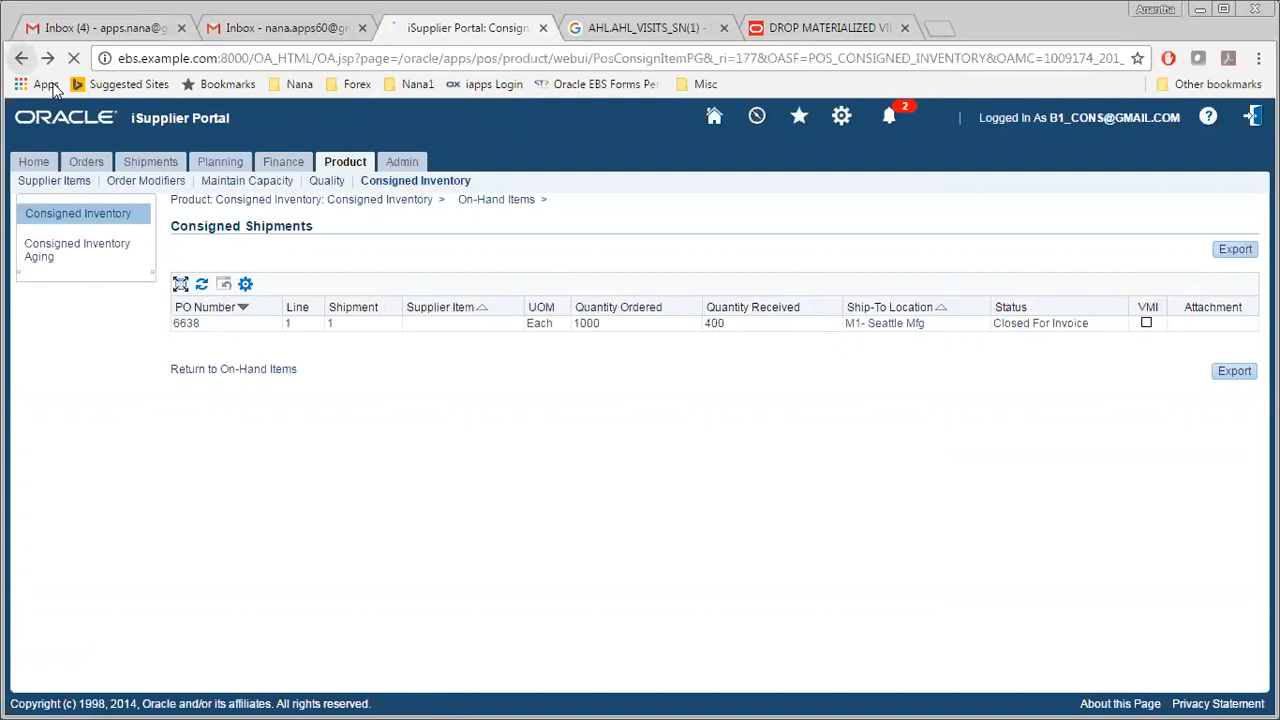 Anantha
Inbox (4) - apps.nana@g
Inbox - nana.apps60@gr
iSupplier Portal: Consign
AHL.AHL_VISITS_SN(1) -
DROP MATERIALIZED VI
ebs.example.com:8000/OA_HTML/OA.jsp?page=/oracle/apps/pos/product/webui/PosConsignItemPG&_ri=177&OASF=POS_CONSIGNED_INVENTORY&OAMC=1009174_201_
Apps
Suggested Sites
Bookmarks
Nana
Forex
Nana1
iapps Login
Oracle EBS Forms Pe
Misc
Other bookmarks
ORACLE iSupplier Portal
2
Logged In As B1_CONS@GMAIL.COM
Home Orders Shipments Planning Finance Product Admin
Supplier Items | Order Modifiers | Maintain Capacity | Quality | Consigned Inventory
Consigned Inventory
Consigned Inventory
Aging
Product: Consigned Inventory: Consigned Inventory > On-Hand Items >
Consigned Shipments
Export
PO Number Line Shipment Supplier Item UOM Quantity Ordered Quantity Received Ship-To Location Status VMI Attachment
6638 1 1 Each 1000 400 M1- Seattle Mfg Closed For Invoice
Return to On-Hand Items
Export
Copyright (c) 1998, 2014, Oracle and/or its affiliates. All rights reserved.
About this Page Privacy Statement